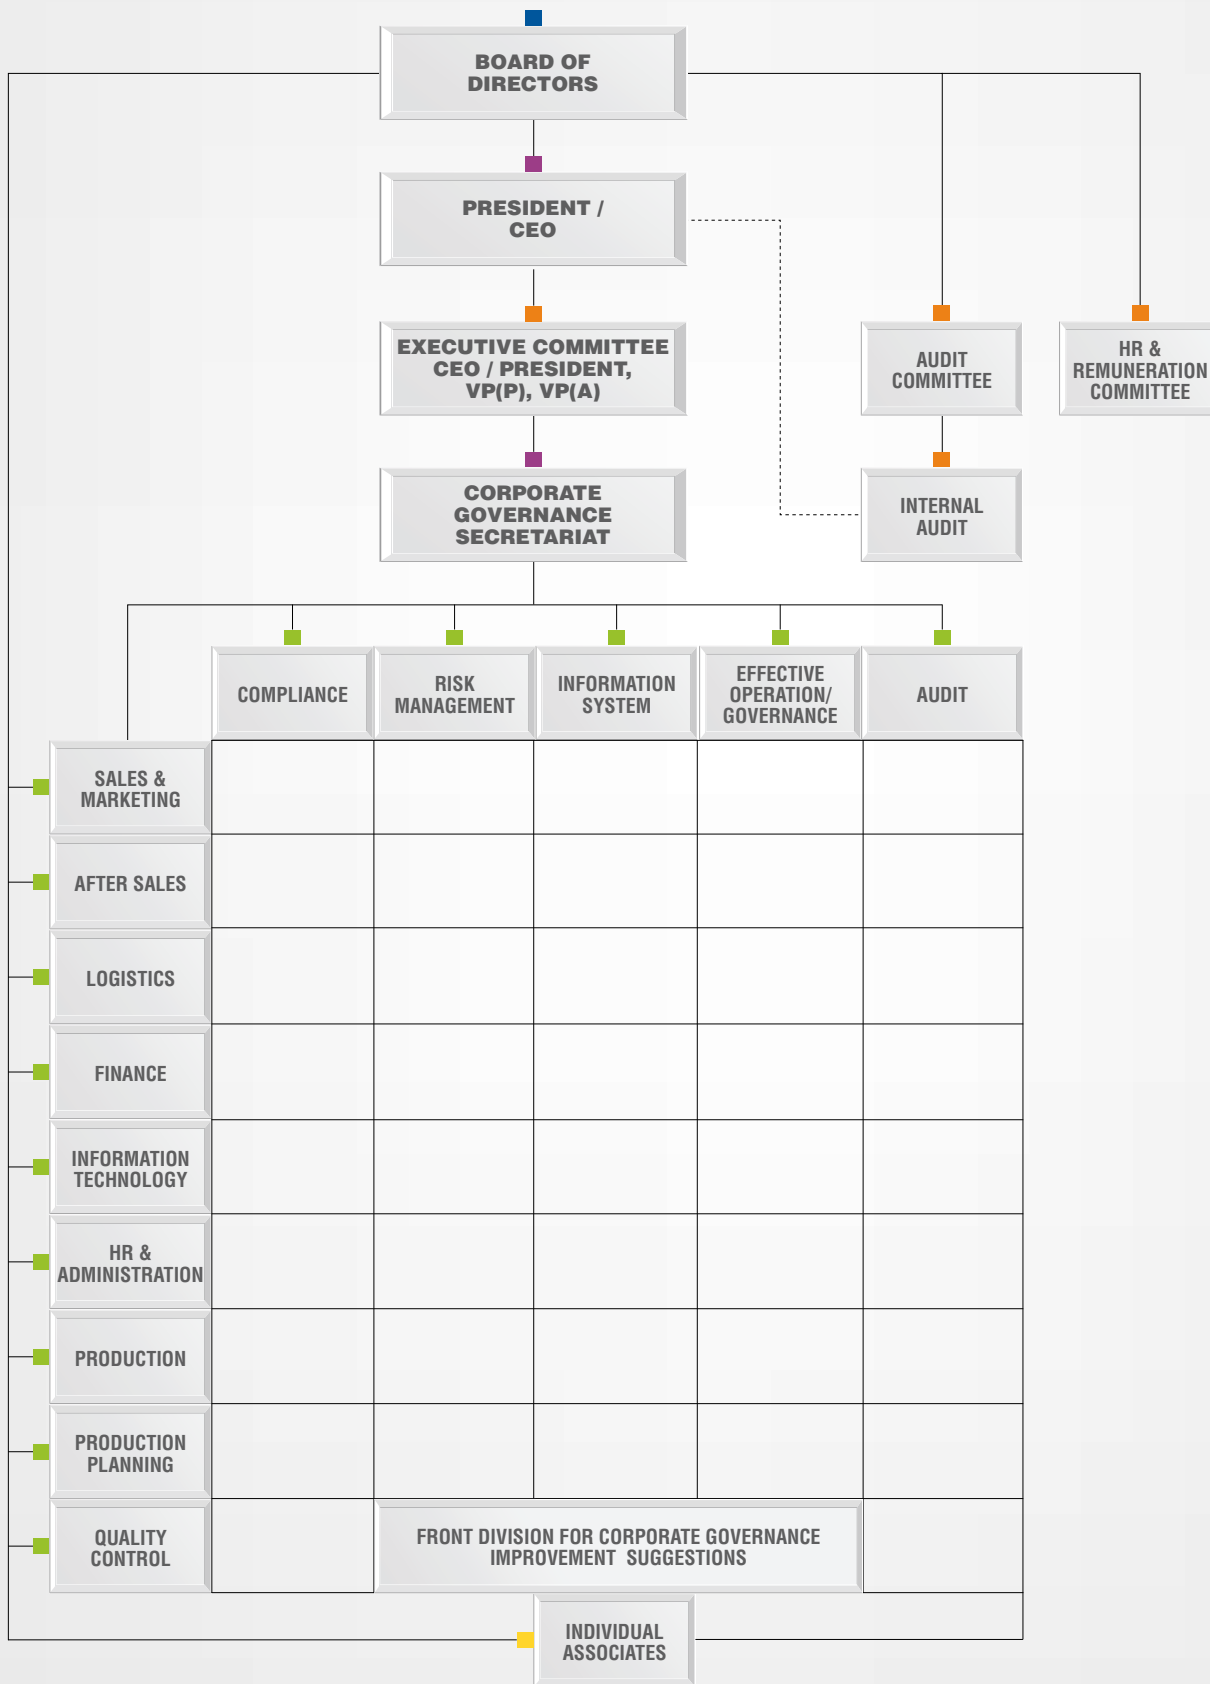 BOARD OF
DIRECTORS
PRESIDENT /
CEO
EXECUTIVE COMMITTEE
CEO / PRESIDENT,
VP(P), VP(A)
AUDIT
COMMITTEE
HR &
REMUNERATION
COMMITTEE
CORPORATE
GOVERNANCE
SECRETARIAT
INTERNAL
AUDIT
COMPLIANCE
RISK
MANAGEMENT
INFORMATION
SYSTEM
EFFECTIVE
OPERATION/
GOVERNANCE
AUDIT
SALES &
MARKETING
AFTER SALES
LOGISTICS
FINANCE
INFORMATION
TECHNOLOGY
HR &
ADMINISTRATION
PRODUCTION
PRODUCTION
PLANNING
QUALITY
CONTROL
FRONT DIVISION FOR CORPORATE GOVERNANCE
IMPROVEMENT SUGGESTIONS
INDIVIDUAL
ASSOCIATES